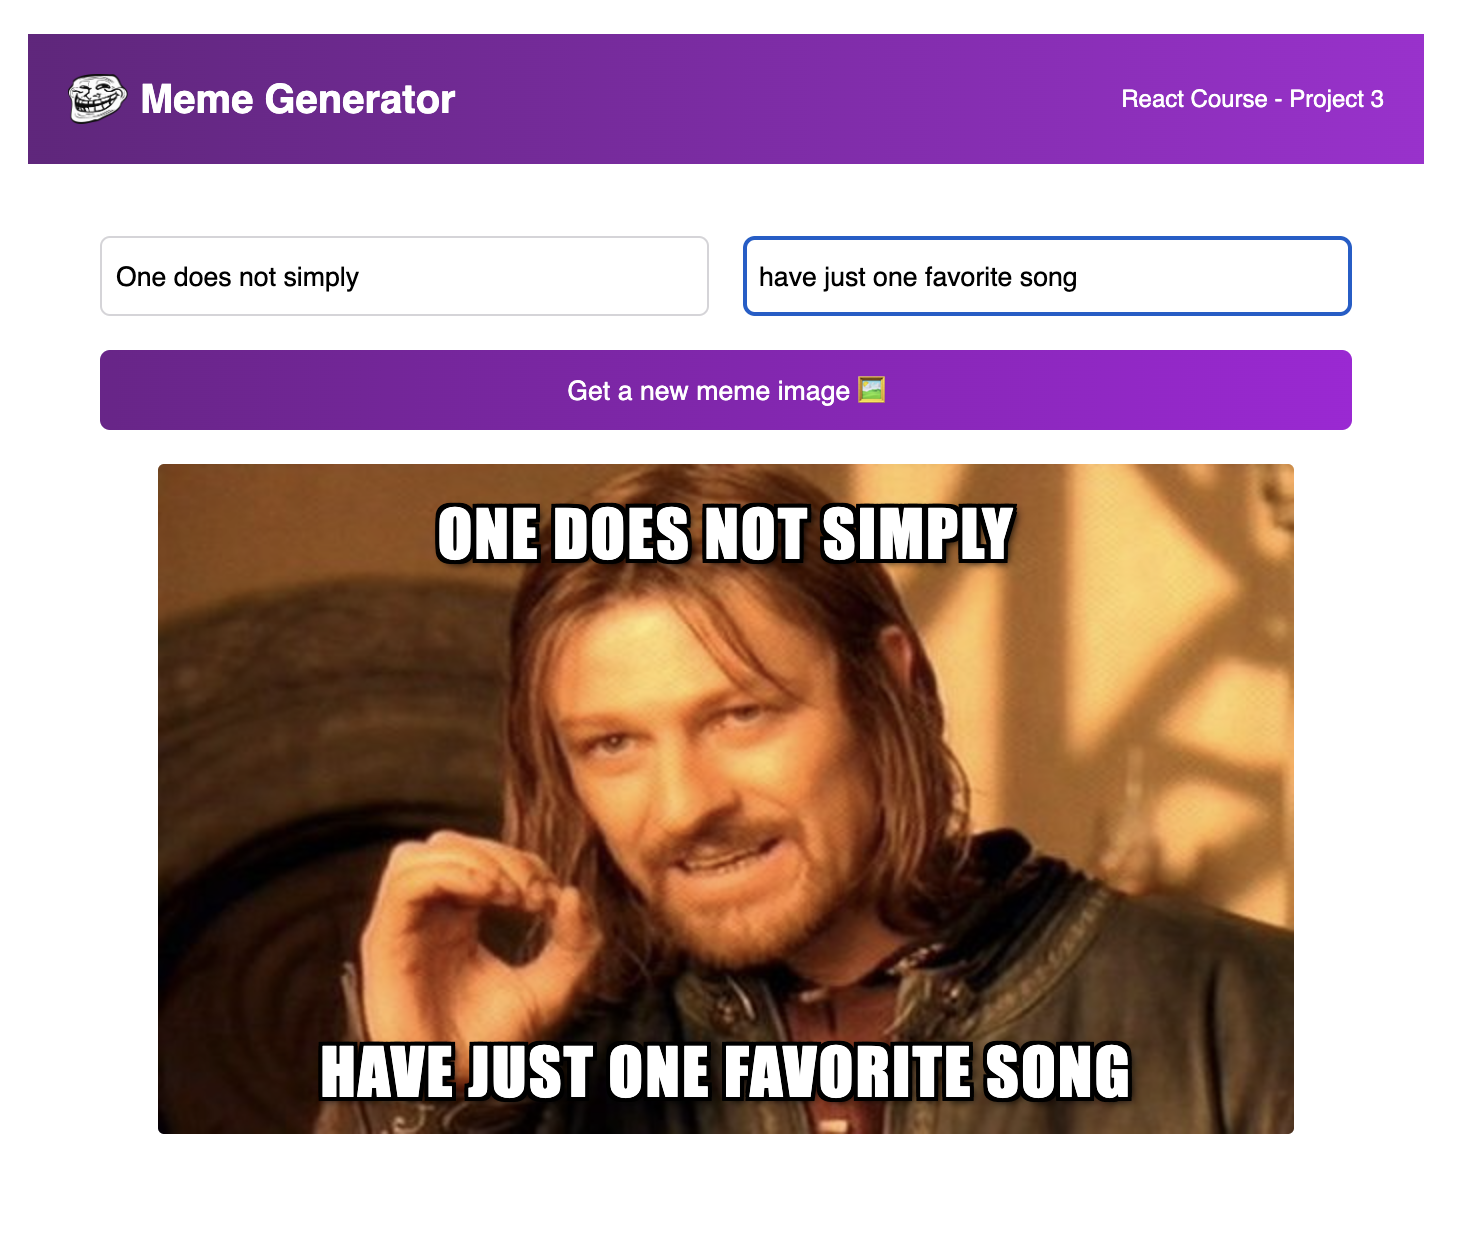 Meme Generator
React Course - Project 3
One does not simply
have just one favorite song
Get a new meme image
ONE DOES NOT SIMPLY
HAVE JUST ONE FAVORITE SONG